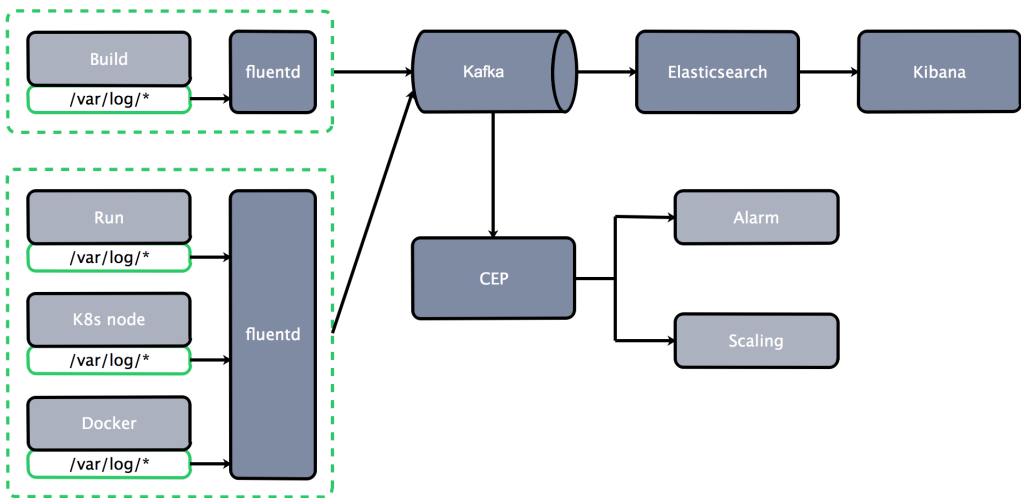 Build
/var/log/*
fluentd
Kafka
Elasticsearch
Kibana
Run
/var/log/*
K8s node
/var/log/*
Docker
/var/log/*
fluentd
CEP
Alarm
Scaling